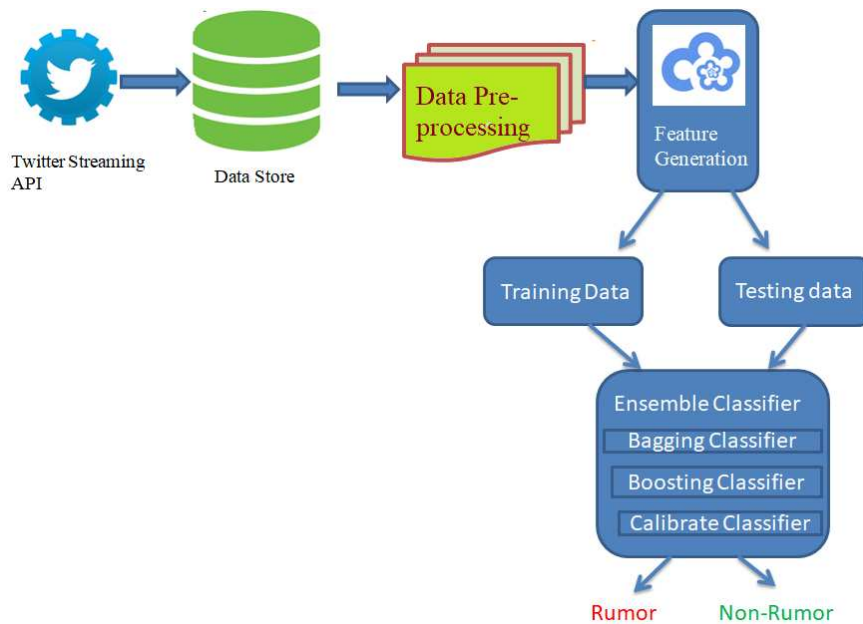 Twitter Streaming
API
Data Store
Data Pre-
processing
Feature
Generation
Training Data
Testing data
Ensemble Classifier
Bagging Classifier
Boosting Classifier
Calibrate Classifier
Rumor
Non-Rumor